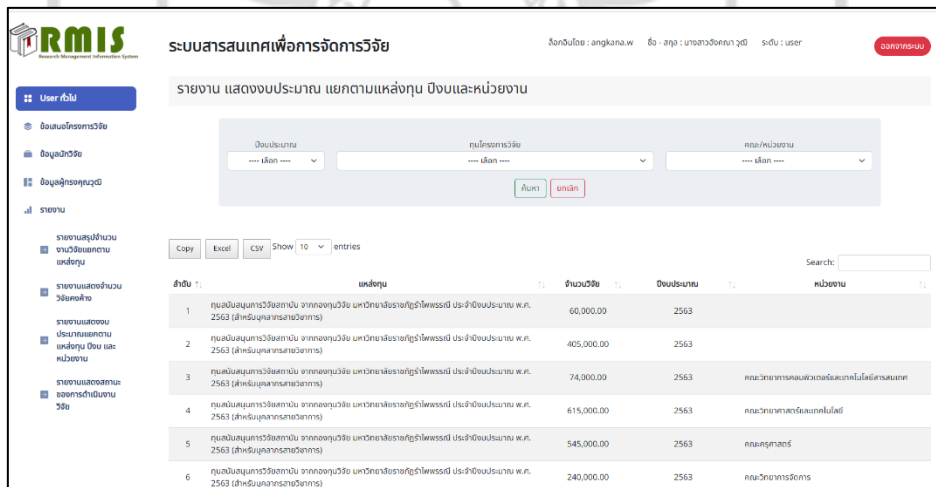 RMIS
Research Management Information System
ระบบสารสนเทศเพื่อการจัดการวิจัย
ล็อกอินโดย : angkana.w ชื่อ - สกุล : นางสาวอังคณา วุฒิ ระดับ : user
ออกจากระบบ
User ทั่วไป
ข้อเสนอโครงการวิจัย
ข้อมูลนักวิจัย
ข้อมูลผู้ทรงคุณวุฒิ
รายงาน
รายงานสรุปจำนวน
งานวิจัยแยกตาม
แหล่งทุน
รายงานแสดงจำนวน
วิจัยคงค้าง
รายงานแสดงงบ
ประมาณแยกตาม
แหล่งทุน ปีงบ และ
หน่วยงาน
รายงานแสดงสถานะ
ของการดำเนินงาน
วิจัย
รายงาน แสดงงบประมาณ แยกตามแหล่งทุน ปีงบและหน่วยงาน
ปีงบประมาณ ทุนโครงการวิจัย คณะ/หน่วยงาน
---- เลือก ---- ---- เลือก ---- ---- เลือก ----
ค้นหา ยกเลิก
Copy Excel CSV Show 10 entries
Search:
ลำดับ แหล่งทุน จำนวนวิจัย ปีงบประมาณ หน่วยงาน
1 ทุนสนับสนุนการวิจัยสถาบัน จากกองทุนวิจัย มหาวิทยาลัยราชภัฏรำไพพรรณี ประจำปีงบประมาณ พ.ศ. 60,000.00 2563
2563 (สำหรับบุคลากรสายวิชาการ)
2 ทุนสนับสนุนการวิจัยสถาบัน จากกองทุนวิจัย มหาวิทยาลัยราชภัฏรำไพพรรณี ประจำปีงบประมาณ พ.ศ. 405,000.00 2563
2563 (สำหรับบุคลากรสายวิชาการ)
3 ทุนสนับสนุนการวิจัยสถาบัน จากกองทุนวิจัย มหาวิทยาลัยราชภัฏรำไพพรรณี ประจำปีงบประมาณ พ.ศ. 74,000.00 2563 คณะวิทยาการคอมพิวเตอร์และเทคโนโลยีสารสนเทศ
2563 (สำหรับบุคลากรสายวิชาการ)
4 ทุนสนับสนุนการวิจัยสถาบัน จากกองทุนวิจัย มหาวิทยาลัยราชภัฏรำไพพรรณี ประจำปีงบประมาณ พ.ศ. 615,000.00 2563 คณะวิทยาศาสตร์และเทคโนโลยี
2563 (สำหรับบุคลากรสายวิชาการ)
5 ทุนสนับสนุนการวิจัยสถาบัน จากกองทุนวิจัย มหาวิทยาลัยราชภัฏรำไพพรรณี ประจำปีงบประมาณ พ.ศ. 545,000.00 2563 คณะครุศาสตร์
2563 (สำหรับบุคลากรสายวิชาการ)
6 ทุนสนับสนุนการวิจัยสถาบัน จากกองทุนวิจัย มหาวิทยาลัยราชภัฏรำไพพรรณี ประจำปีงบประมาณ พ.ศ. 240,000.00 2563 คณะวิทยาการจัดการ
2563 (สำหรับบุคลากรสายวิชาการ)